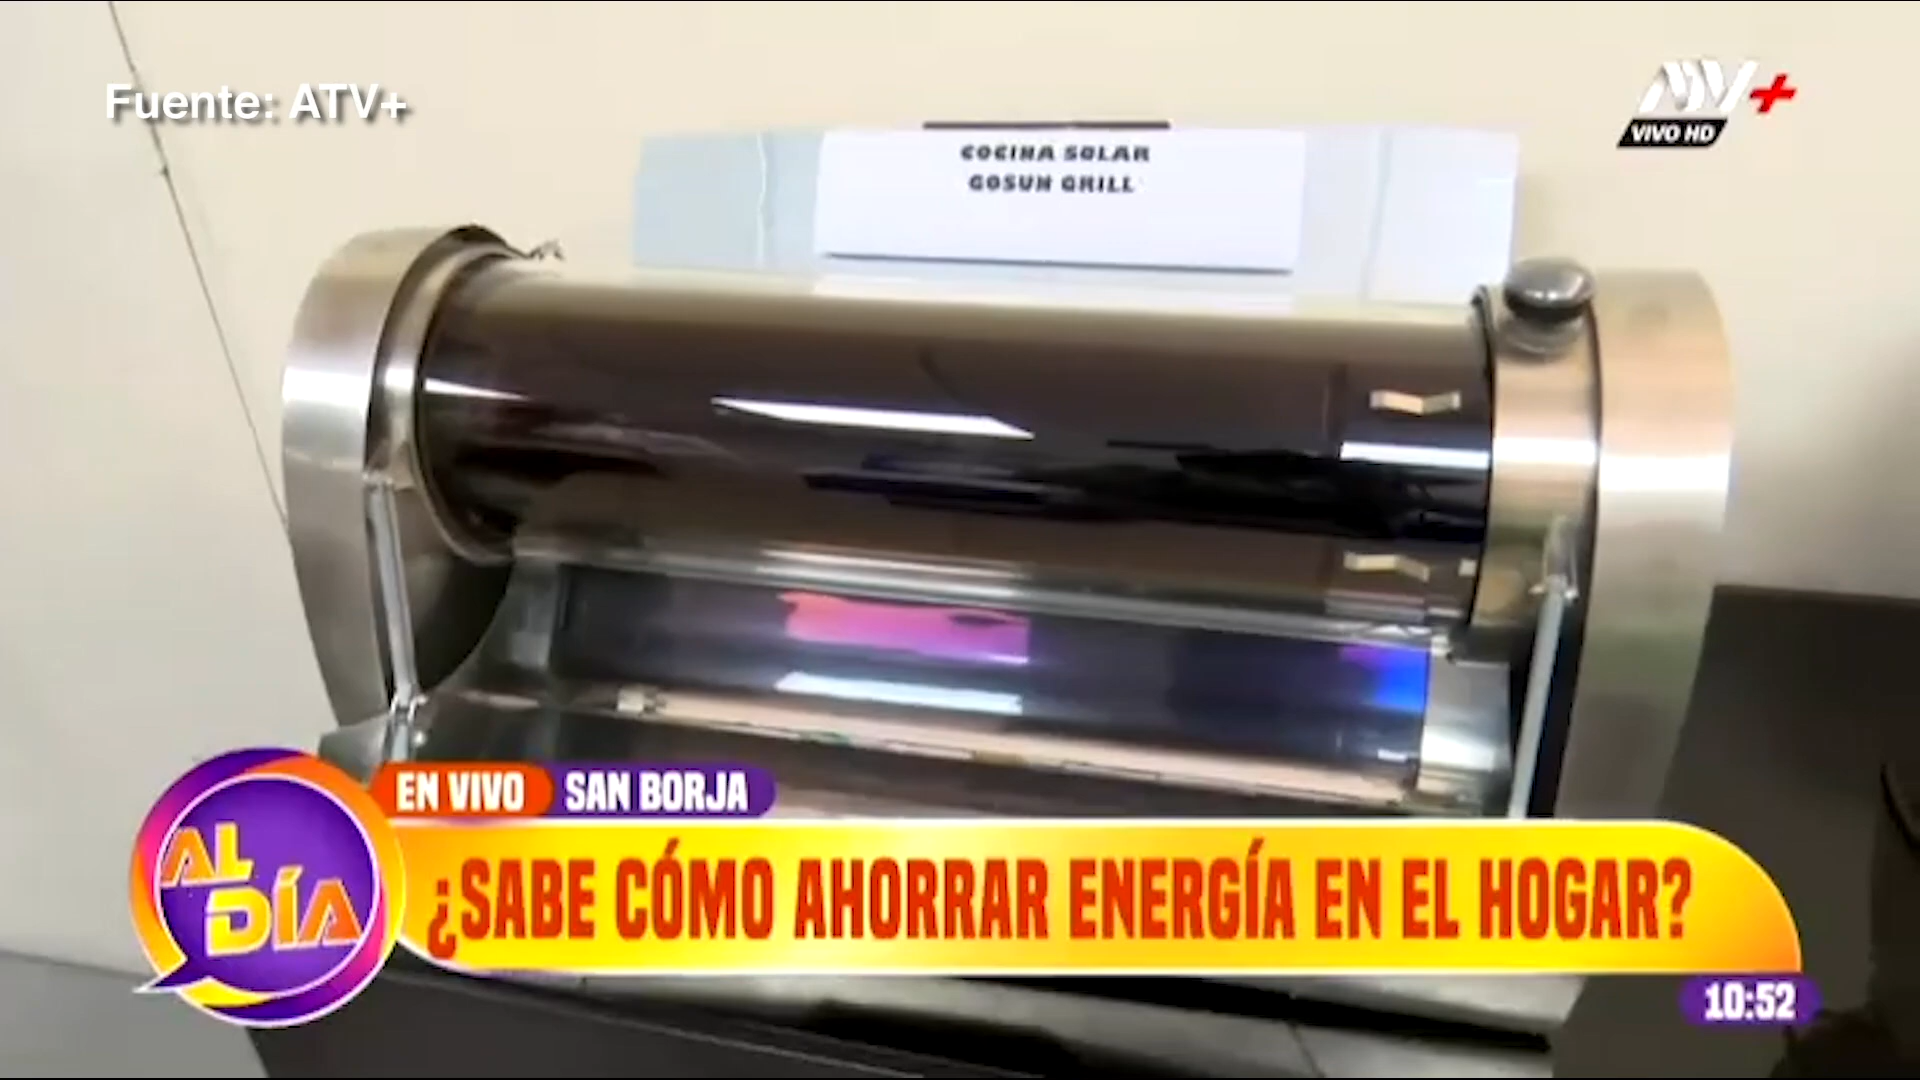 Fuente: ATV+
ATV+
VIVO HD
COCINA SOLAR
GOSUN GRILL
EN VIVO SAN BORJA
AL DÍA
¿SABE CÓMO AHORRAR ENERGÍA EN EL HOGAR?
10:52